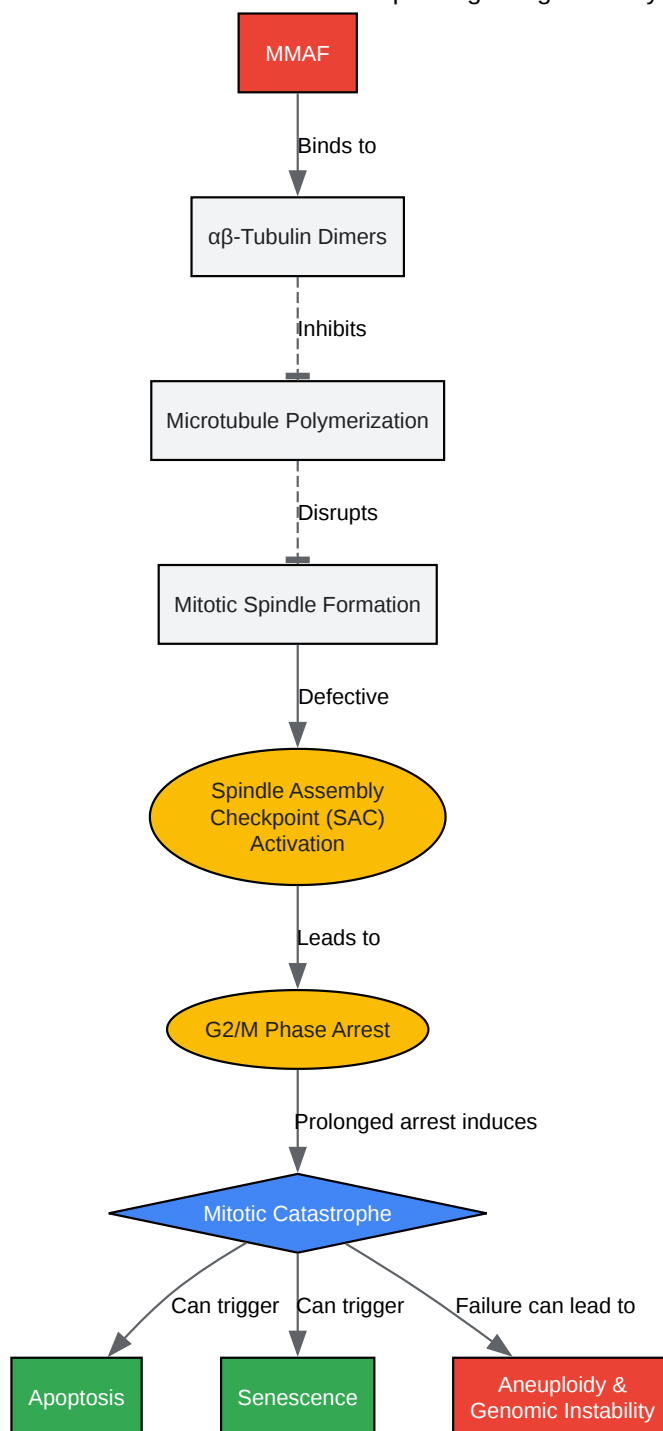 MMAF
Binds to
αβ-Tubulin Dimers
Inhibits
Microtubule Polymerization
Disrupts
Mitotic Spindle Formation
Defective
Spindle Assembly
Checkpoint (SAC)
Activation
Leads to
G2/M Phase Arrest
Prolonged arrest induces
Mitotic Catastrophe
Can trigger
Can trigger
Failure can lead to
Apoptosis
Senescence
Aneuploidy &
Genomic Instability